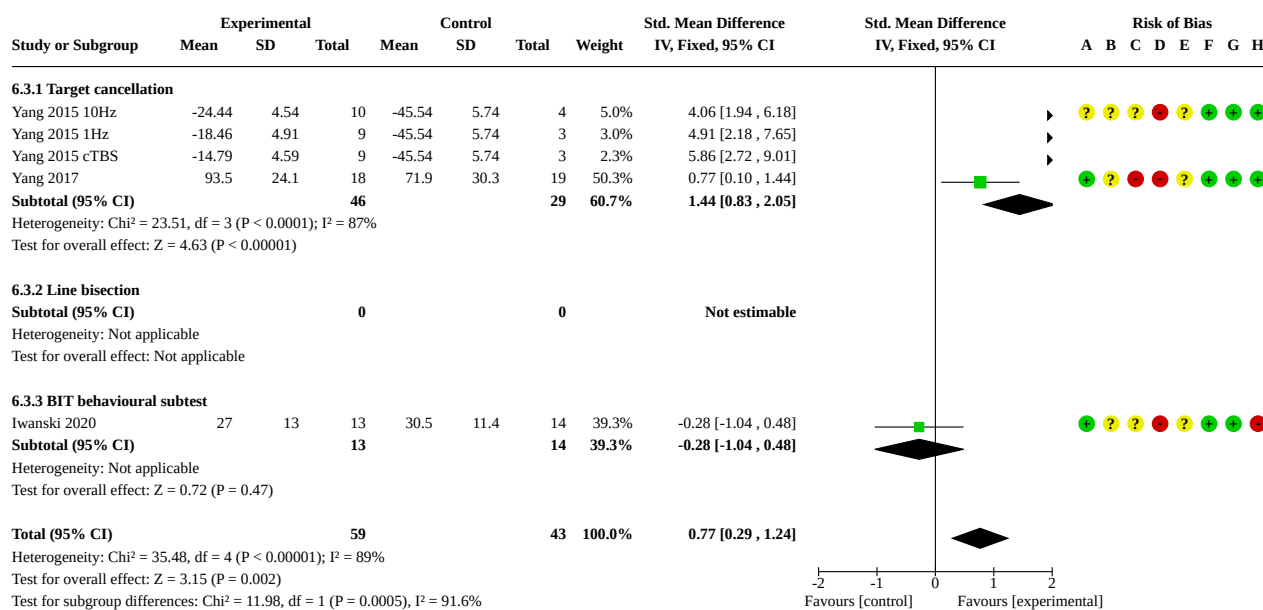 Experimental Control Std. Mean Difference Std. Mean Difference Risk of Bias
Study or Subgroup Mean SD Total Mean SD Total Weight IV, Fixed, 95% CI IV, Fixed, 95% CI A B C D E F G H
6.3.1 Target cancellation
Yang 2015 10Hz -24.44 4.54 10 -45.54 5.74 4 5.0% 4.06 [1.94 , 6.18] ? ? ? - ? + + +
Yang 2015 1Hz -18.46 4.91 9 -45.54 5.74 3 3.0% 4.91 [2.18 , 7.65]
Yang 2015 cTBS -14.79 4.59 9 -45.54 5.74 3 2.3% 5.86 [2.72 , 9.01]
Yang 2017 93.5 24.1 18 71.9 30.3 19 50.3% 0.77 [0.10 , 1.44] + ? - - ? + + +
Subtotal (95% CI) 46 29 60.7% 1.44 [0.83 , 2.05]
Heterogeneity: Chi² = 23.51, df = 3 (P < 0.0001); I² = 87%
Test for overall effect: Z = 4.63 (P < 0.00001)
6.3.2 Line bisection
Subtotal (95% CI) 0 0 Not estimable
Heterogeneity: Not applicable
Test for overall effect: Not applicable
6.3.3 BIT behavioural subtest
Iwanski 2020 27 13 13 30.5 11.4 14 39.3% -0.28 [-1.04 , 0.48] + ? ? - ? + + -
Subtotal (95% CI) 13 14 39.3% -0.28 [-1.04 , 0.48]
Heterogeneity: Not applicable
Test for overall effect: Z = 0.72 (P = 0.47)
Total (95% CI) 59 43 100.0% 0.77 [0.29 , 1.24]
Heterogeneity: Chi² = 35.48, df = 4 (P < 0.00001); I² = 89%
Test for overall effect: Z = 3.15 (P = 0.002) -2 -1 0 1 2
Test for subgroup differences: Chi² = 11.98, df = 1 (P = 0.0005), I² = 91.6% Favours [control] Favours [experimental]